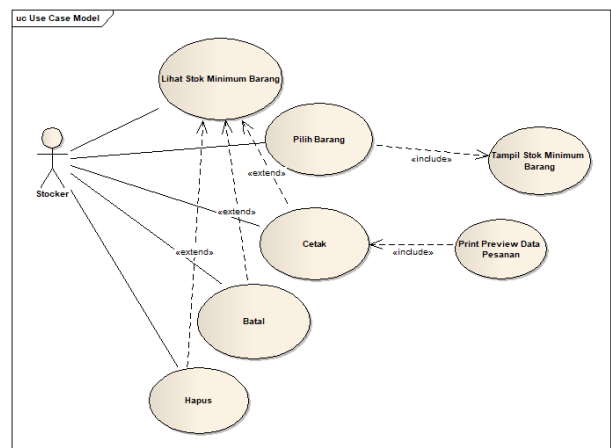 uc Use Case Model
Lihat Stok Minimum Barang
Stocker
Pilih Barang
«include»
Tampil Stok Minimum
Barang
«extend»
Cetak
«include»
Print Preview Data
Pesanan
«extend»
«extend»
Batal
Hapus